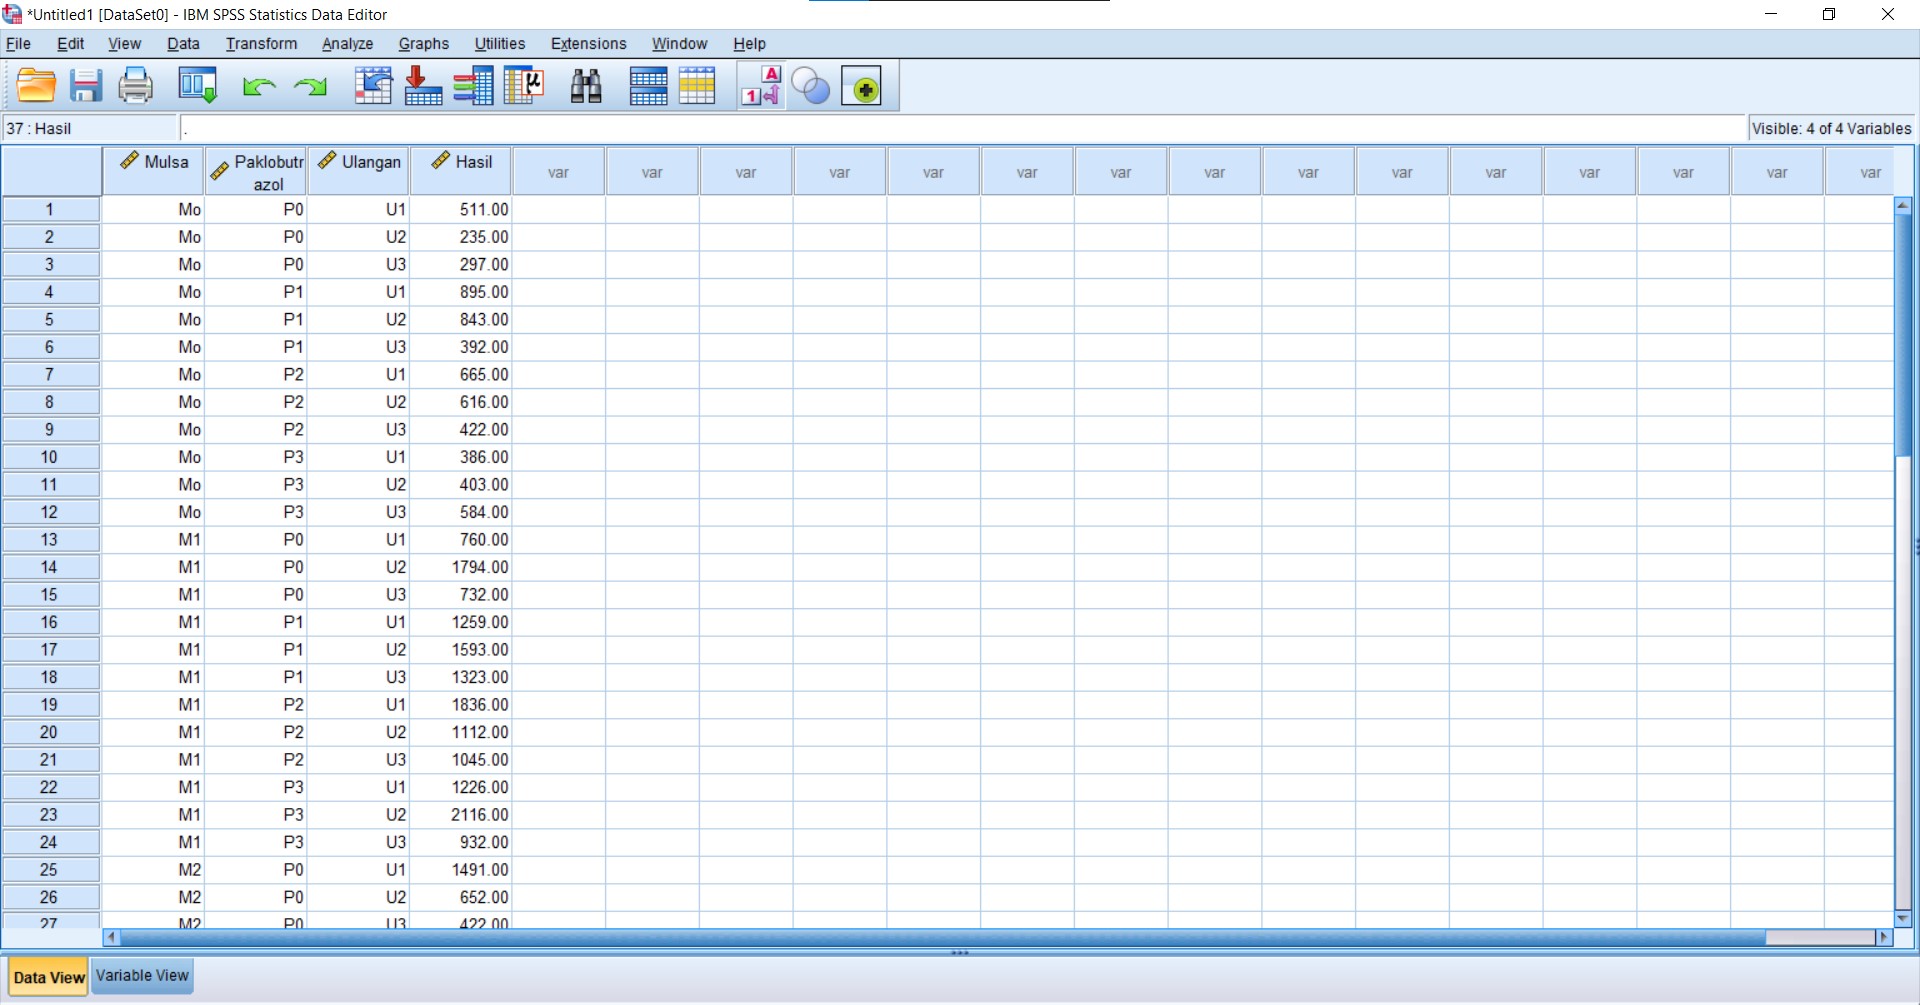 *Untitled1 [DataSet0] - IBM SPSS Statistics Data Editor
File Edit View Data Transform Analyze Graphs Utilities Extensions Window Help
37 : Hasil .
Visible: 4 of 4 Variables
Mulsa Paklobutrazol Ulangan Hasil var var var var var var var var var var var var var var var
1 Mo P0 U1 511.00
2 Mo P0 U2 235.00
3 Mo P0 U3 297.00
4 Mo P1 U1 895.00
5 Mo P1 U2 843.00
6 Mo P1 U3 392.00
7 Mo P2 U1 665.00
8 Mo P2 U2 616.00
9 Mo P2 U3 422.00
10 Mo P3 U1 386.00
11 Mo P3 U2 403.00
12 Mo P3 U3 584.00
13 M1 P0 U1 760.00
14 M1 P0 U2 1794.00
15 M1 P0 U3 732.00
16 M1 P1 U1 1259.00
17 M1 P1 U2 1593.00
18 M1 P1 U3 1323.00
19 M1 P2 U1 1836.00
20 M1 P2 U2 1112.00
21 M1 P2 U3 1045.00
22 M1 P3 U1 1226.00
23 M1 P3 U2 2116.00
24 M1 P3 U3 932.00
25 M2 P0 U1 1491.00
26 M2 P0 U2 652.00
27 M2 P0 U3 422.00
Data View Variable View